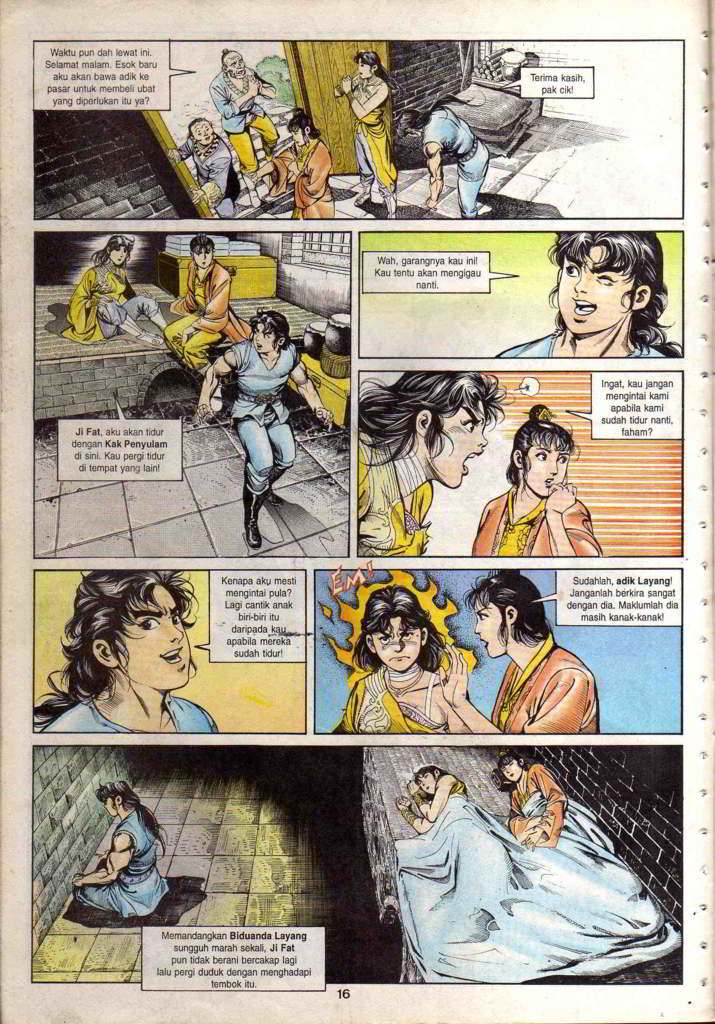 Waktu pun dah lewat ini.
Selamat malam. Esok baru
aku akan bawa adik ke
pasar untuk membeli ubat
yang diperlukan itu ya?
Terima kasih,
pak cik!
Ji Fat, aku akan tidur
dengan Kak Penyulam
di sini. Kau pergi tidur
di tempat yang lain!
Wah, garangnya kau ini!
Kau tentu akan mengigau
nanti.
Ingat, kau jangan
mengintai kami
apabila kami
sudah tidur nanti,
faham?
Kenapa aku mesti
mengintai pula?
Lagi cantik anak
biri-biri itu
daripada kau
apabila mereka
sudah tidur!
EM!
Sudahlah, adik Layang!
Janganlah berkira sangat
dengan dia. Maklumlah dia
masih kanak-kanak!
Memandangkan Biduanda Layang
sungguh marah sekali, Ji Fat
pun tidak berani bercakap lagi
lalu pergi duduk dengan menghadapi
tembok itu.
16